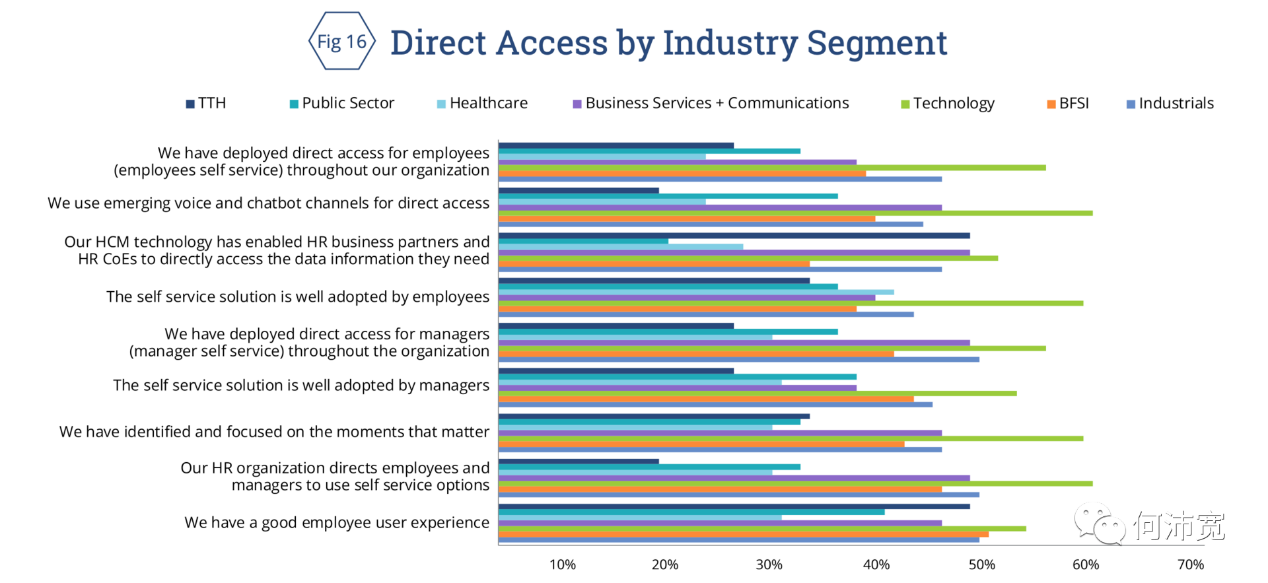 Fig 16
Direct Access by Industry Segment
TTH
Public Sector
Healthcare
Business Services + Communications
Technology
BFSI
Industrials
We have deployed direct access for employees
(employees self service) throughout our organization
We use emerging voice and chatbot channels for direct access
Our HCM technology has enabled HR business partners and
HR CoEs to directly access the data information they need
The self service solution is well adopted by employees
We have deployed direct access for managers
(manager self service) throughout the organization
The self service solution is well adopted by managers
We have identified and focused on the moments that matter
Our HR organization directs employees and
managers to use self service options
We have a good employee user experience
何沛宽
10%
20%
30%
40%
50%
60%
70%